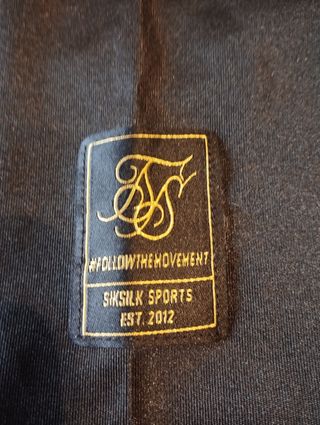 #FOLLOWTHEMOVEMENT
SIKSILK SPORTS
EST. 2012